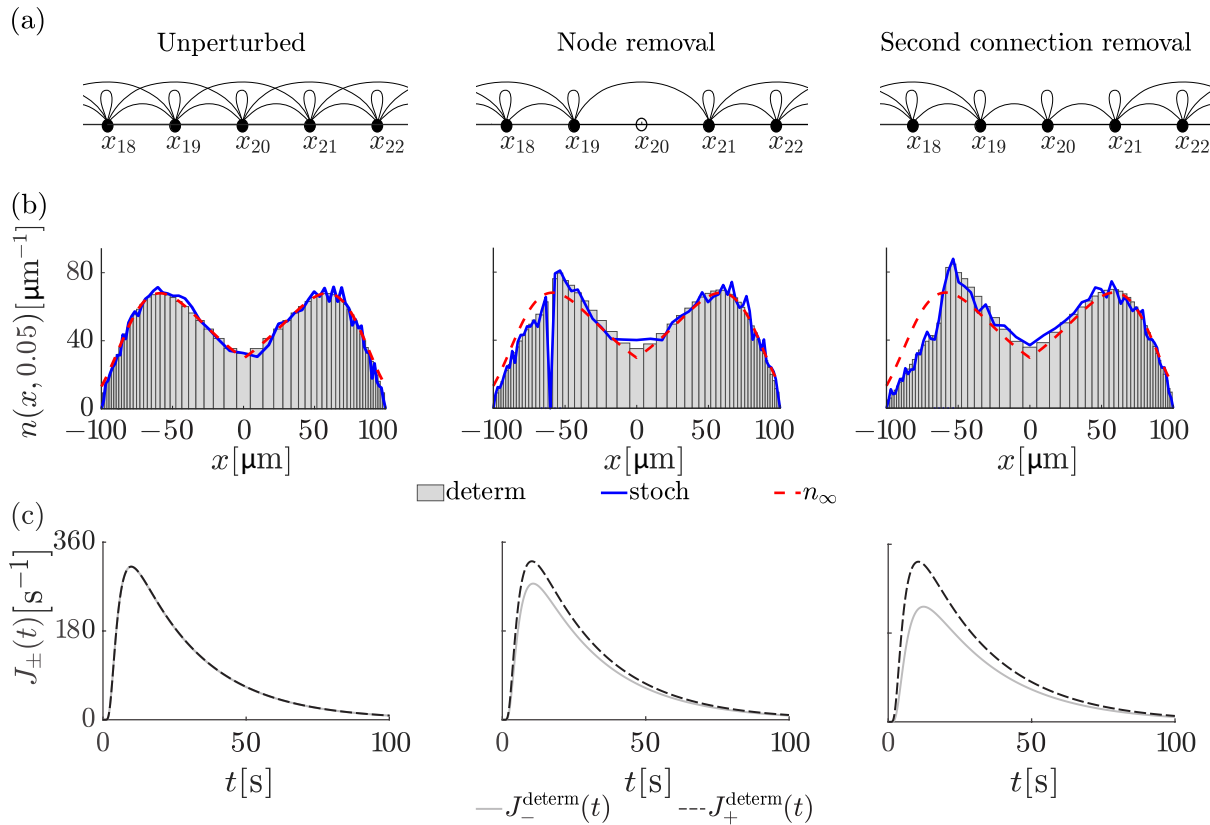 (a)
Unperturbed Node removal Second connection removal
x₁₈ x₁₉ x₂₀ x₂₁ x₂₂ x₁₈ x₁₉ x₂₀ x₂₁ x₂₂ x₁₈ x₁₉ x₂₀ x₂₁ x₂₂
(b)
n(x, 0.05) [µm⁻¹]
80
40
0
−100 −50 0 50 100 −100 −50 0 50 100 −100 −50 0 50 100
x[µm] x[µm] x[µm]
determ stoch n∞
(c)
J±(t)[s⁻¹]
360
180
0
0 50 100 0 50 100 0 50 100
t[s] t[s] t[s]
J₋ᵈᵉᵗᵉʳᵐ(t) J₊ᵈᵉᵗᵉʳᵐ(t)